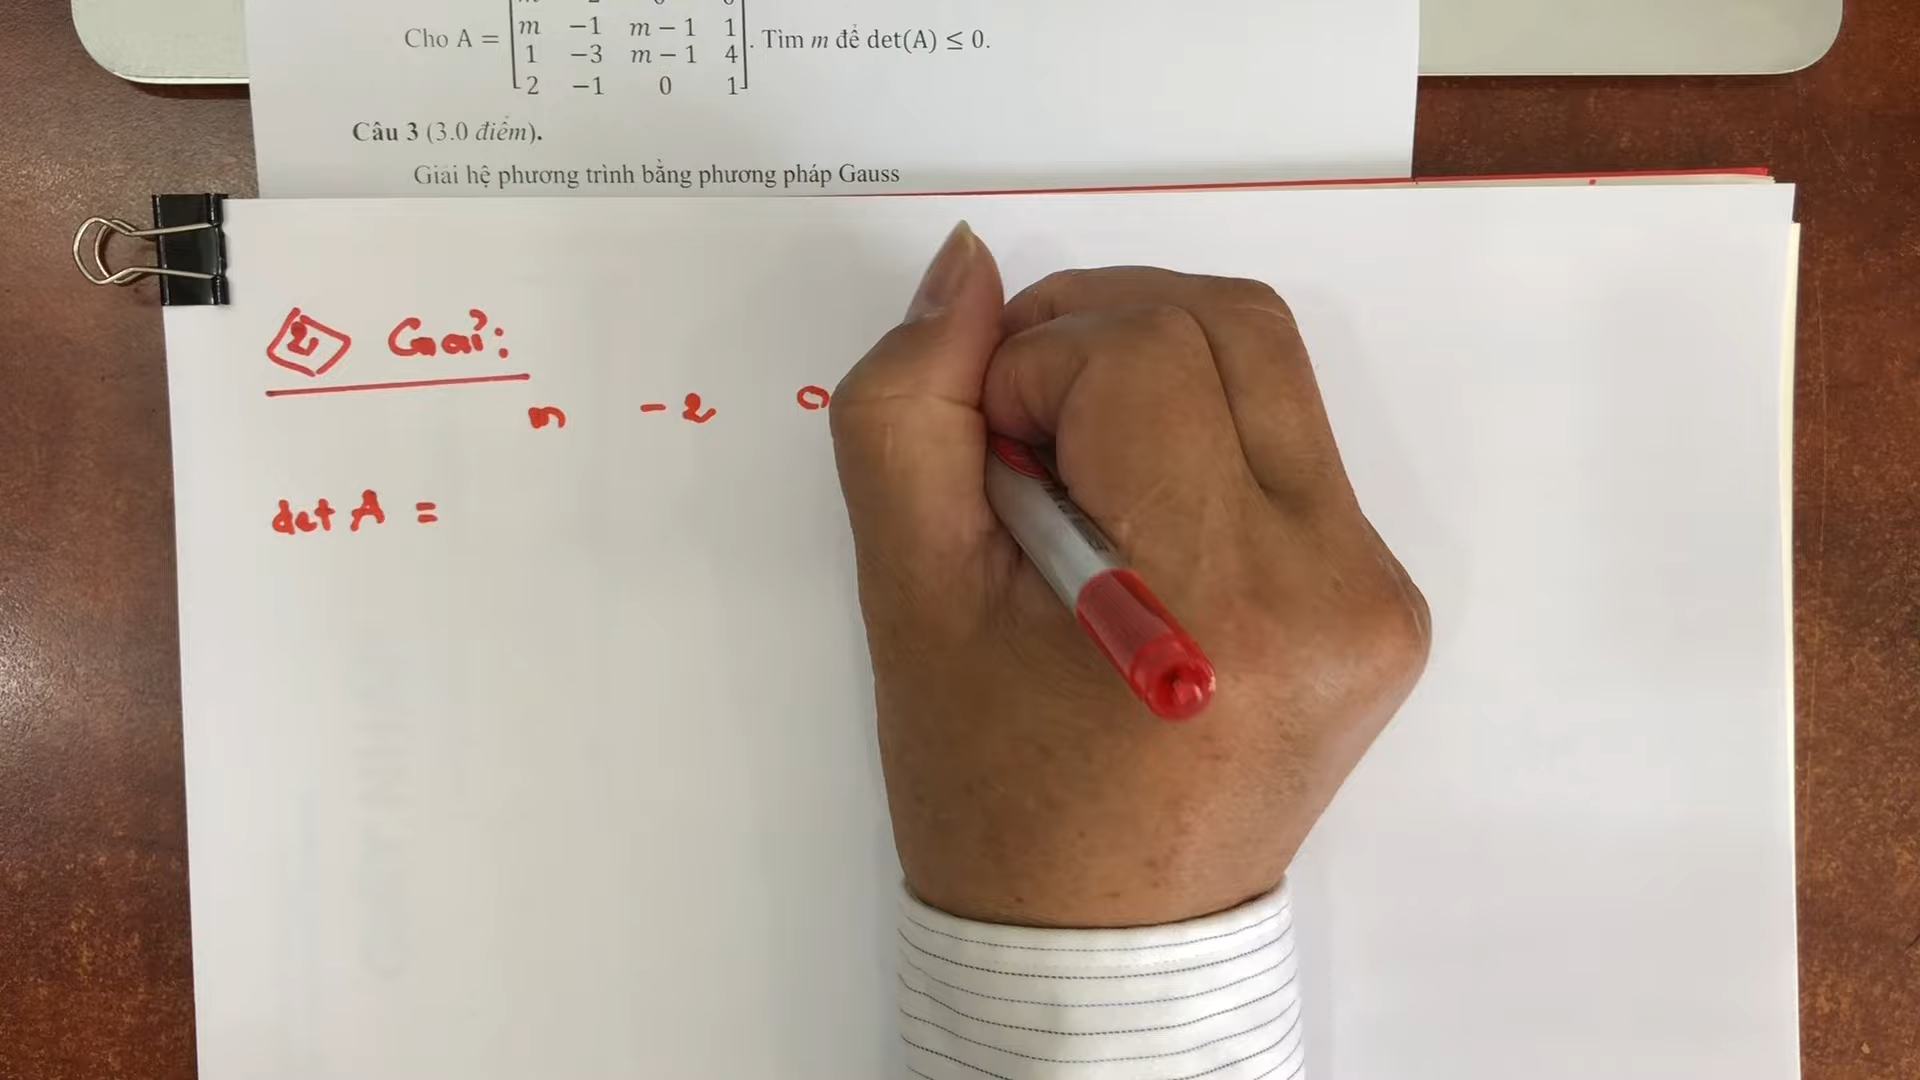 Cho A = [ m −1 m − 1 1
1 −3 m − 1 4
2 −1 0 1 ]. Tìm m để det(A) ≤ 0.
Câu 3 (3.0 điểm).
Giải hệ phương trình bằng phương pháp Gauss
2 Giải:
m -2 0
det A =